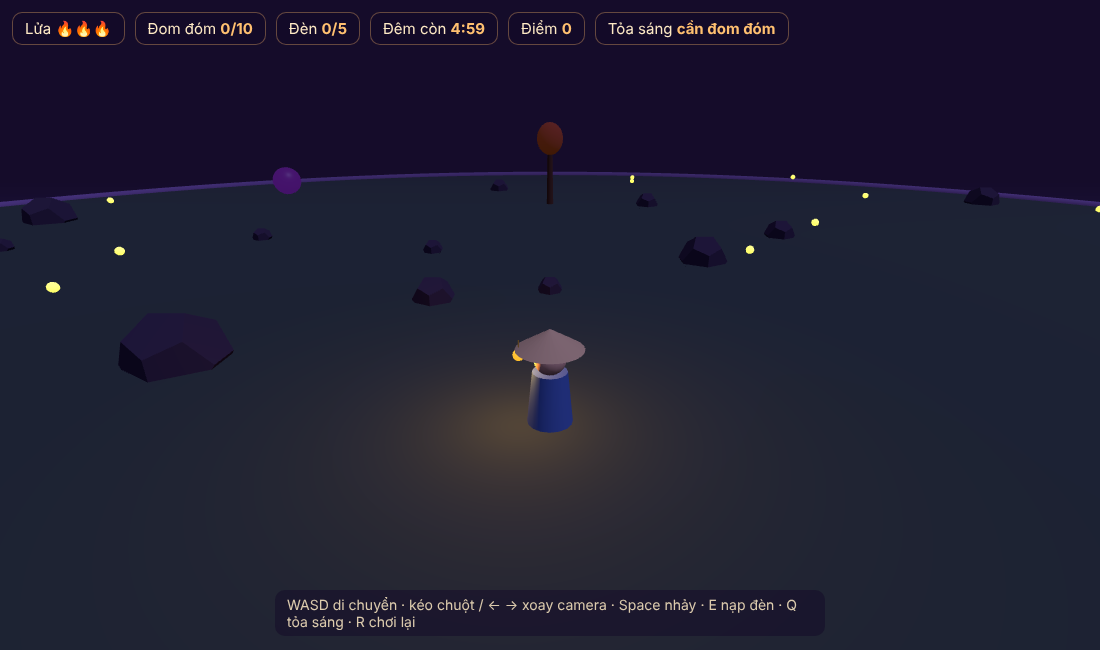 Lửa 🔥🔥🔥
Đom đóm 0/10
Đèn 0/5
Đêm còn 4:59
Điểm 0
Tỏa sáng cần đom đóm
WASD di chuyển · kéo chuột / ← → xoay camera · Space nhảy · E nạp đèn · Q
tỏa sáng · R chơi lại